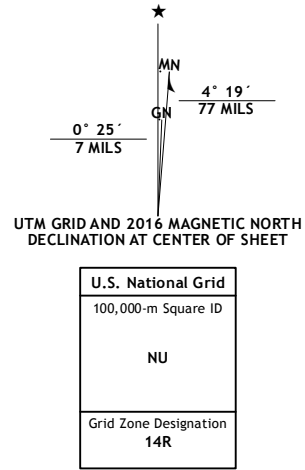 MN
4° 19´
77 MILS
GN
0° 25´
7 MILS
UTM GRID AND 2016 MAGNETIC NORTH
DECLINATION AT CENTER OF SHEET
U.S. National Grid
100,000-m Square ID
NU
Grid Zone Designation
14R